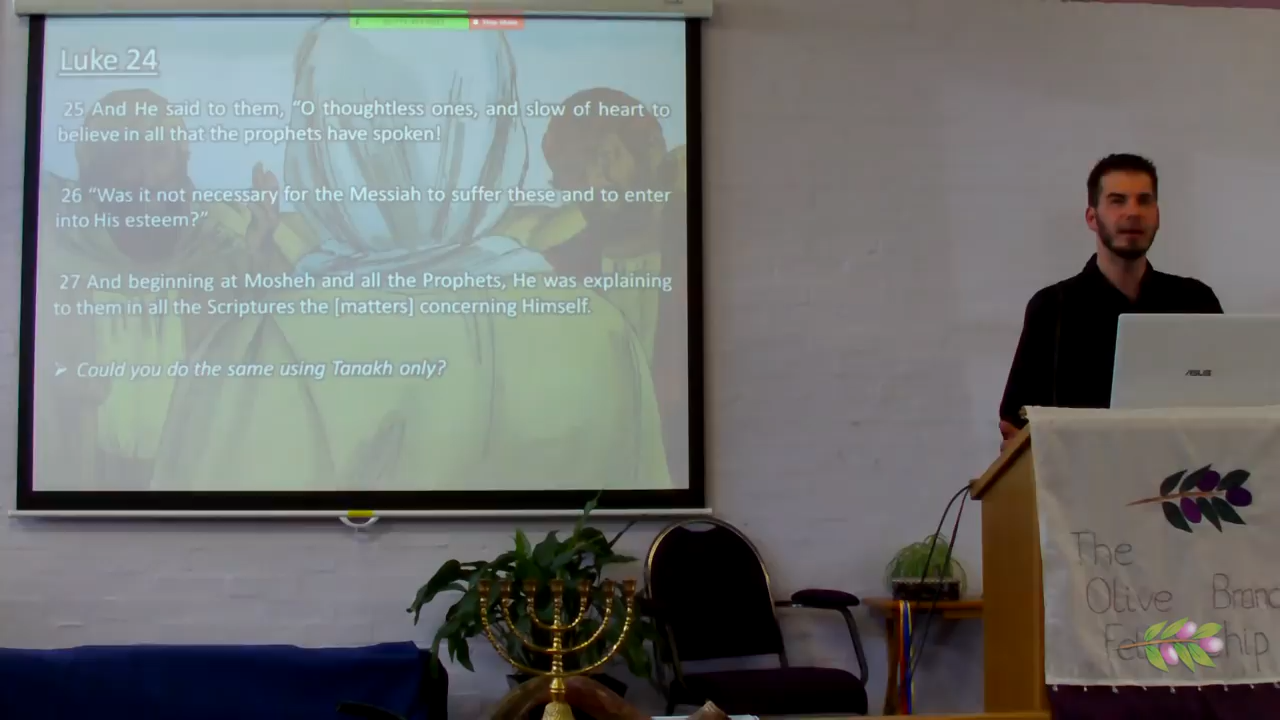 Luke 24
25 And He said to them, “O thoughtless ones, and slow of heart to
believe in all that the prophets have spoken!
26 “Was it not necessary for the Messiah to suffer these and to enter
into His esteem?”
27 And beginning at Mosheh and all the Prophets, He was explaining
to them in all the Scriptures the [matters] concerning Himself.
➢ Could you do the same using Tanakh only?
ASUS
The
Olive Branc